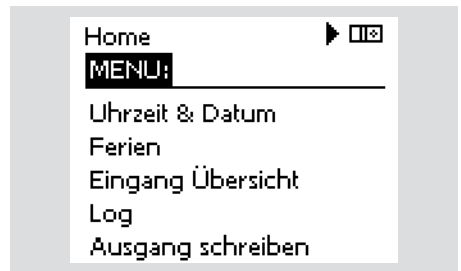 Home
MENU:
Uhrzeit & Datum
Ferien
Eingang Übersicht
Log
Ausgang schreiben